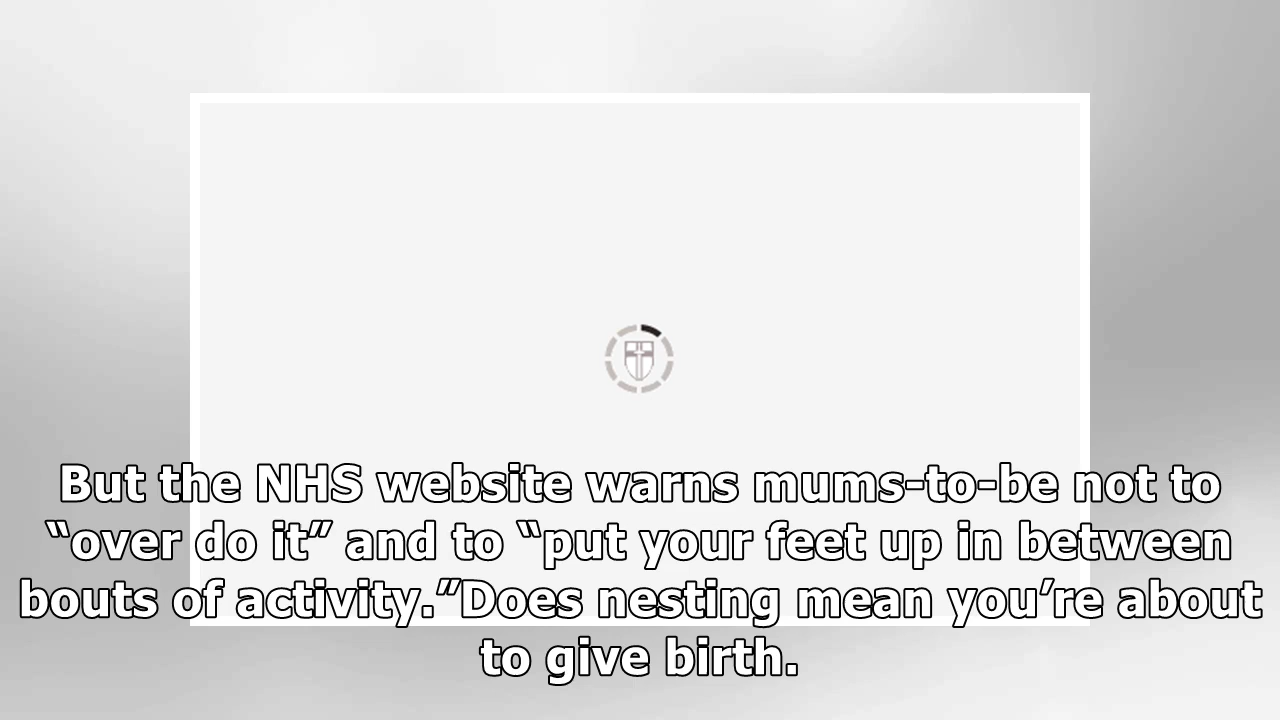 But the NHS website warns mums-to-be not to
“over do it” and to “put your feet up in between
bouts of activity.”Does nesting mean you’re about
to give birth.